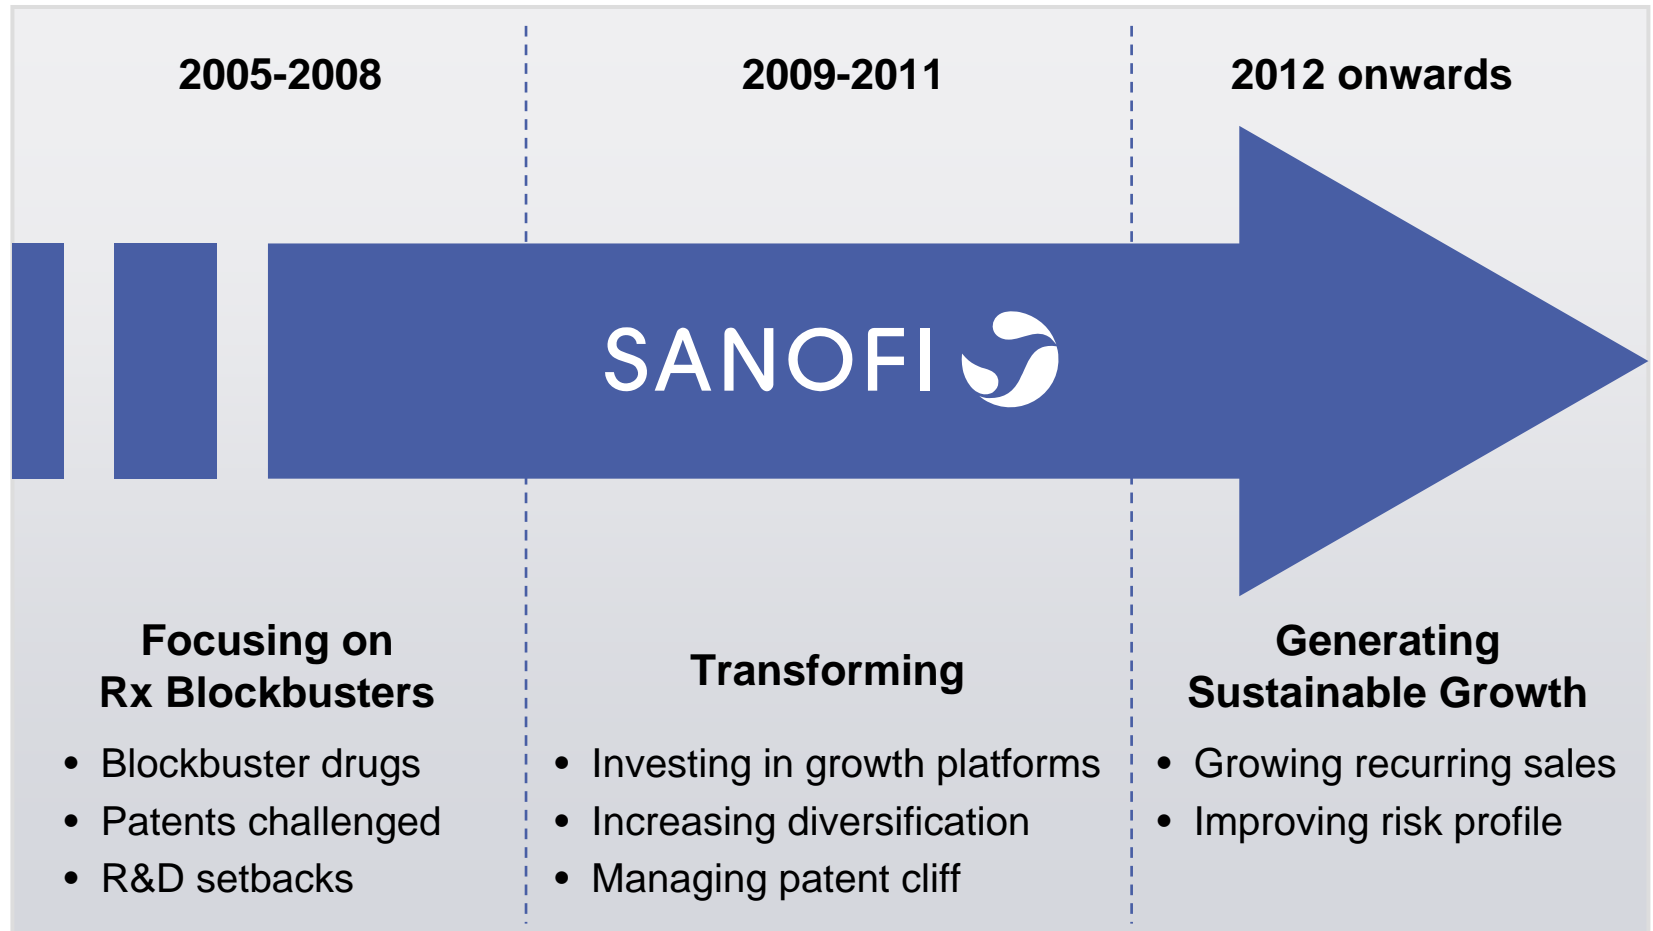 2005-2008
2009-2011
2012 onwards
SANOFI
Focusing on
Rx Blockbusters
• Blockbuster drugs
• Patents challenged
• R&D setbacks
Transforming
• Investing in growth platforms
• Increasing diversification
• Managing patent cliff
Generating
Sustainable Growth
• Growing recurring sales
• Improving risk profile